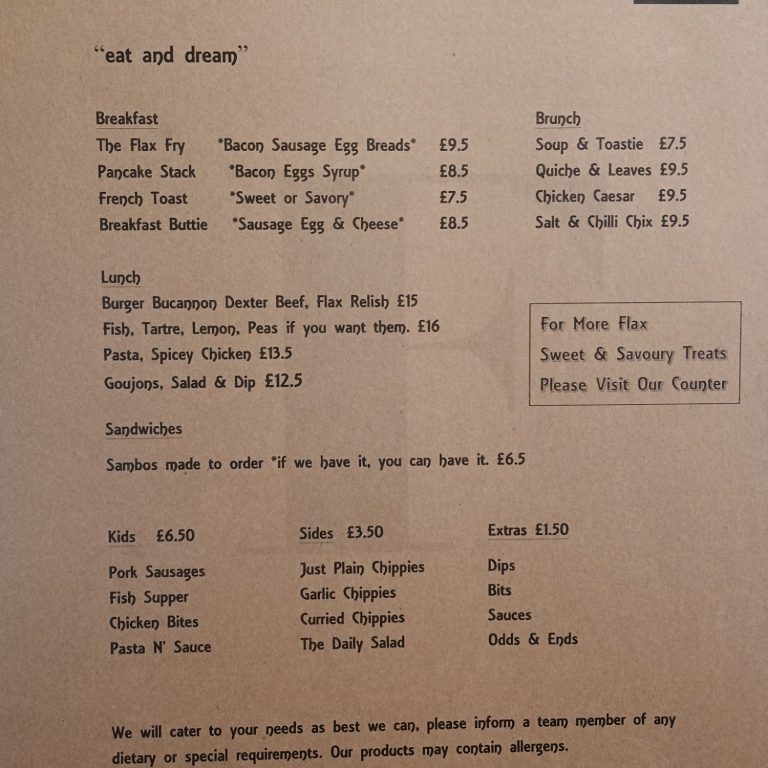 “eat and dream”
Breakfast
The Flax Fry *Bacon Sausage Egg Breads* £9.5
Pancake Stack *Bacon Eggs Syrup* £8.5
French Toast *Sweet or Savory* £7.5
Breakfast Buttie *Sausage Egg & Cheese* £8.5
Brunch
Soup & Toastie £7.5
Quiche & Leaves £9.5
Chicken Caesar £9.5
Salt & Chilli Chix £9.5
Lunch
Burger Bucannon Dexter Beef, Flax Relish £15
Fish, Tartre, Lemon, Peas if you want them. £16
Pasta, Spicey Chicken £13.5
Goujons, Salad & Dip £12.5
For More Flax
Sweet & Savoury Treats
Please Visit Our Counter
Sandwiches
Sambos made to order *if we have it, you can have it. £6.5
Kids £6.50
Pork Sausages
Fish Supper
Chicken Bites
Pasta N' Sauce
Sides £3.50
Just Plain Chippies
Garlic Chippies
Curried Chippies
The Daily Salad
Extras £1.50
Dips
Bits
Sauces
Odds & Ends
We will cater to your needs as best we can, please inform a team member of any
dietary or special requirements. Our products may contain allergens.